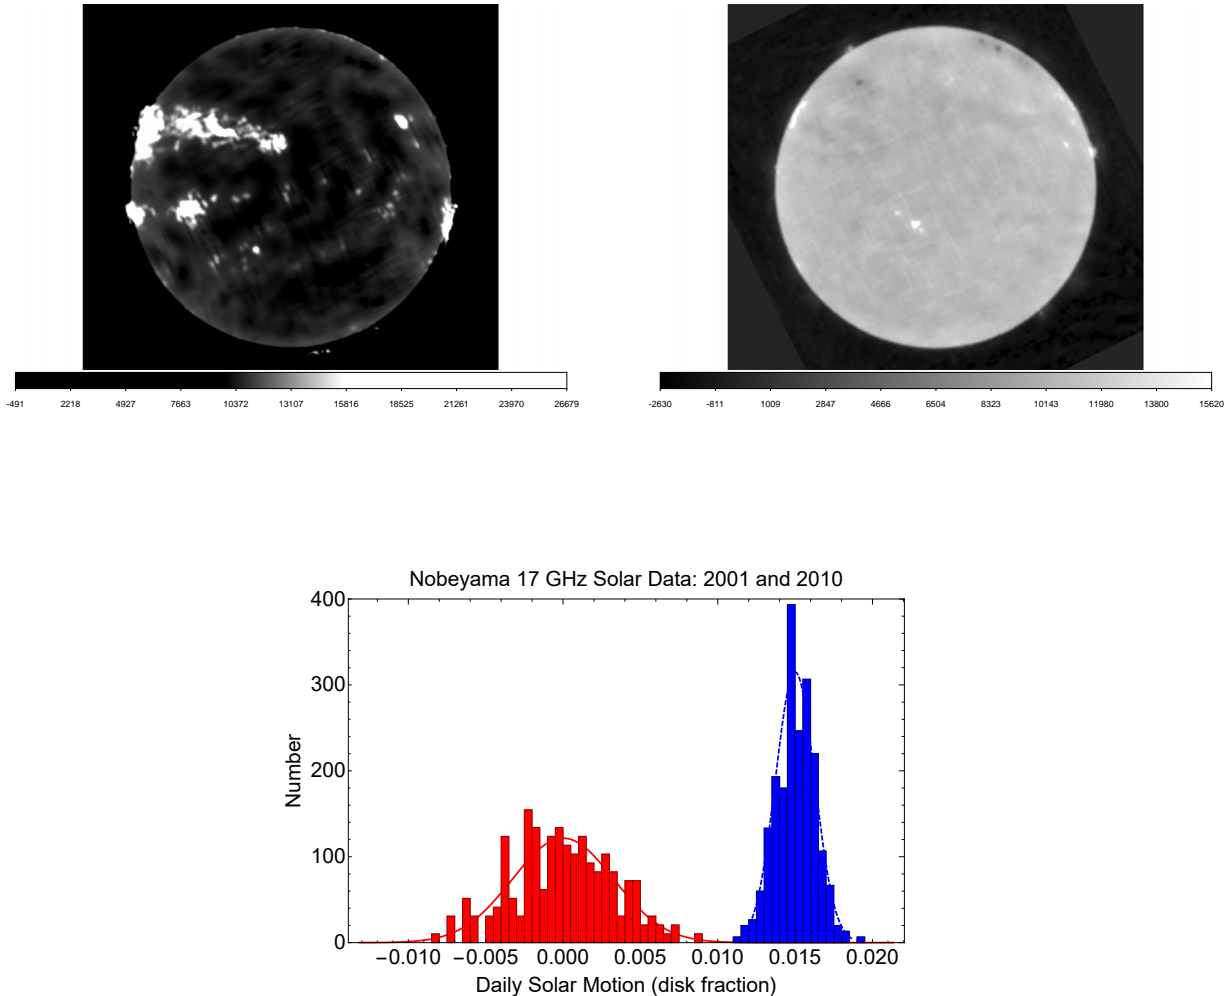 -491 2218 4927 7663 10372 13107 15816 18525 21261 23970 26679
-2630 -811 1009 2847 4666 6504 8323 10143 11980 13800 15620
Nobeyama 17 GHz Solar Data: 2001 and 2010
400
300
200
100
0
Number
−0.010 −0.005 0.000 0.005 0.010 0.015 0.020
Daily Solar Motion (disk fraction)